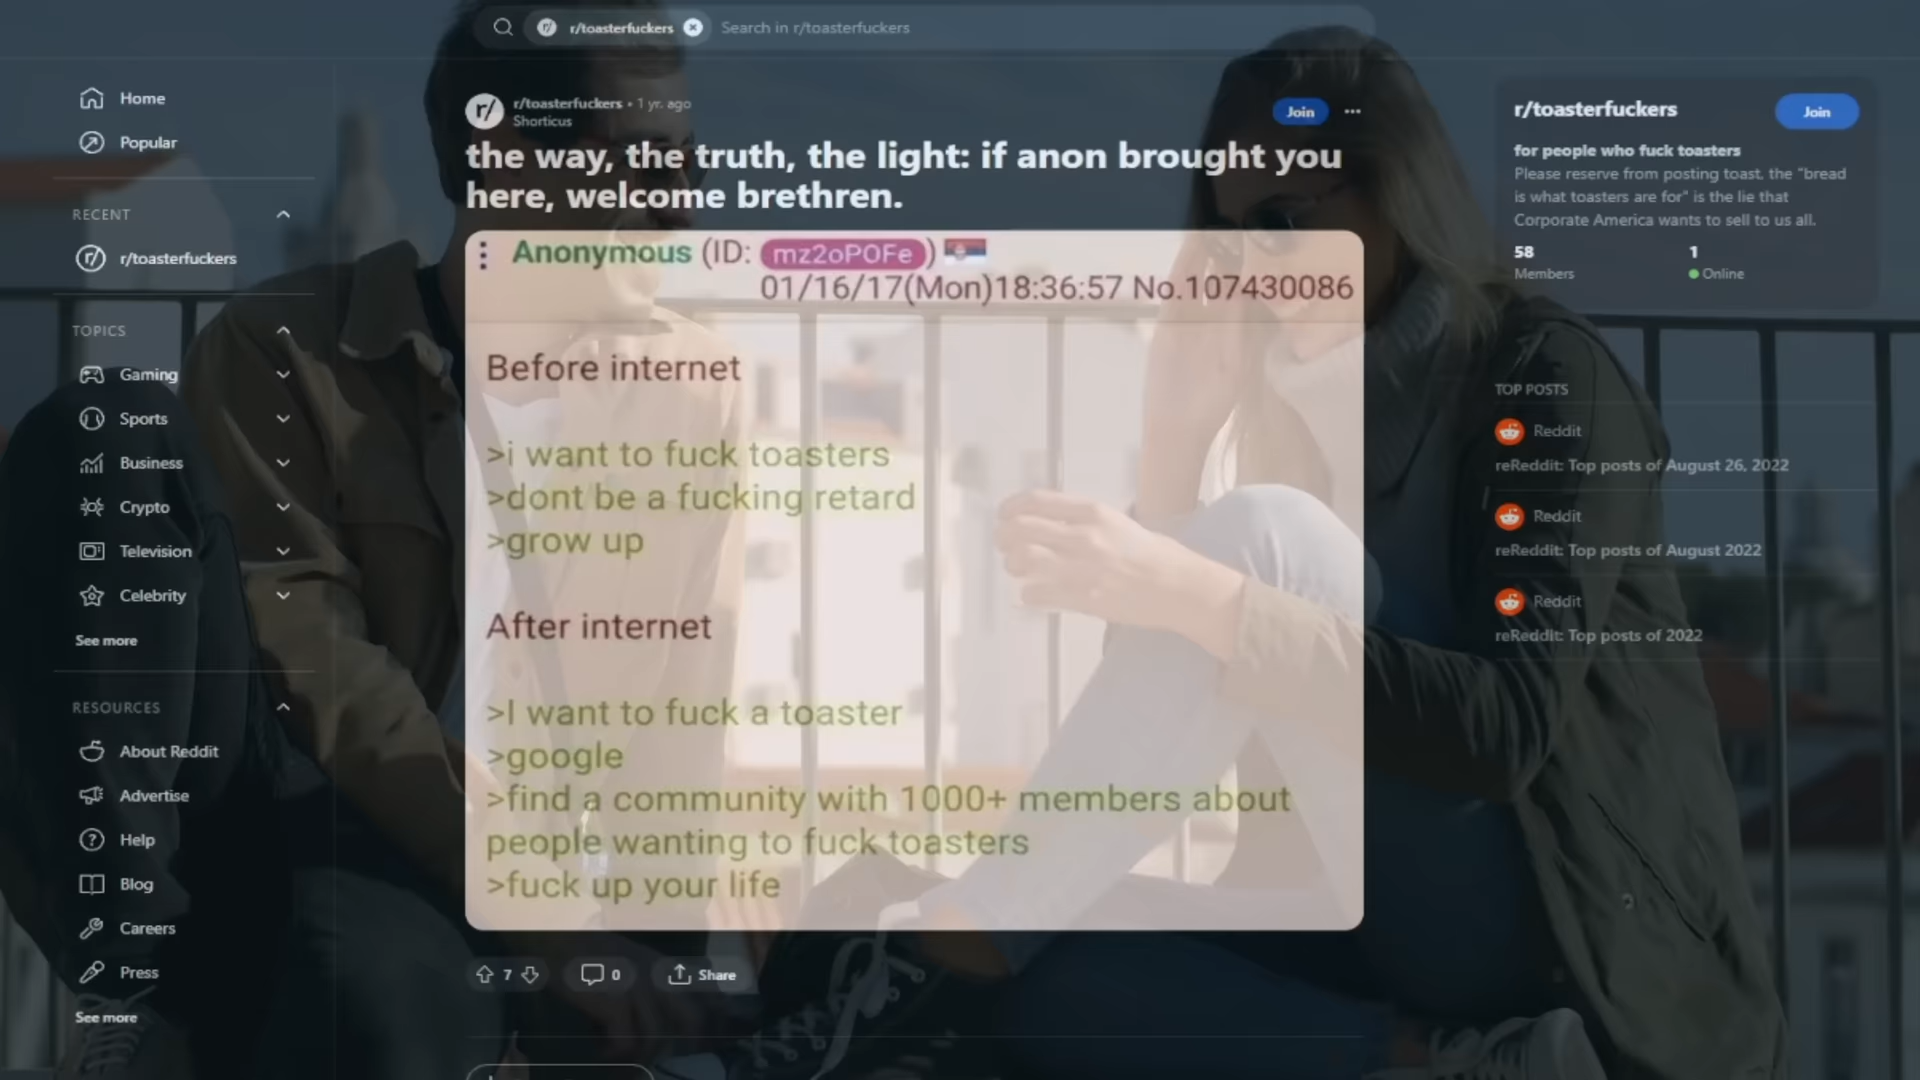 r/toasterfuckers
Search in r/toasterfuckers
Home
Popular
RECENT
r/toasterfuckers
TOPICS
Gaming
Sports
Business
Crypto
Television
Celebrity
See more
RESOURCES
About Reddit
Advertise
Help
Blog
Careers
Press
See more
r/toasterfuckers • 1 yr. ago
Shorticus
Join
the way, the truth, the light: if anon brought you
here, welcome brethren.
Anonymous (ID: mz2oPOFe)
01/16/17(Mon)18:36:57 No.107430086
Before internet
>i want to fuck toasters
>dont be a fucking retard
>grow up
After internet
>I want to fuck a toaster
>google
>find a community with 1000+ members about
people wanting to fuck toasters
>fuck up your life
7
0
Share
r/toasterfuckers
Join
for people who fuck toasters
Please reserve from posting toast, the "bread
is what toasters are for" is the lie that
Corporate America wants to sell to us all.
58
1
Members
Online
TOP POSTS
Reddit
reReddit: Top posts of August 26, 2022
Reddit
reReddit: Top posts of August 2022
Reddit
reReddit: Top posts of 2022